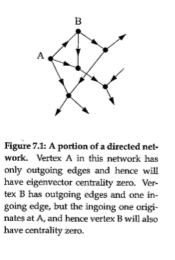 B
A
Figure 7.1: A portion of a directed net-
work. Vertex A in this network has
only outgoing edges and hence will
have eigenvector centrality zero. Ver-
tex B has outgoing edges and one in-
going edge, but the ingoing one origi-
nates at A, and hence vertex B will also
have centrality zero.